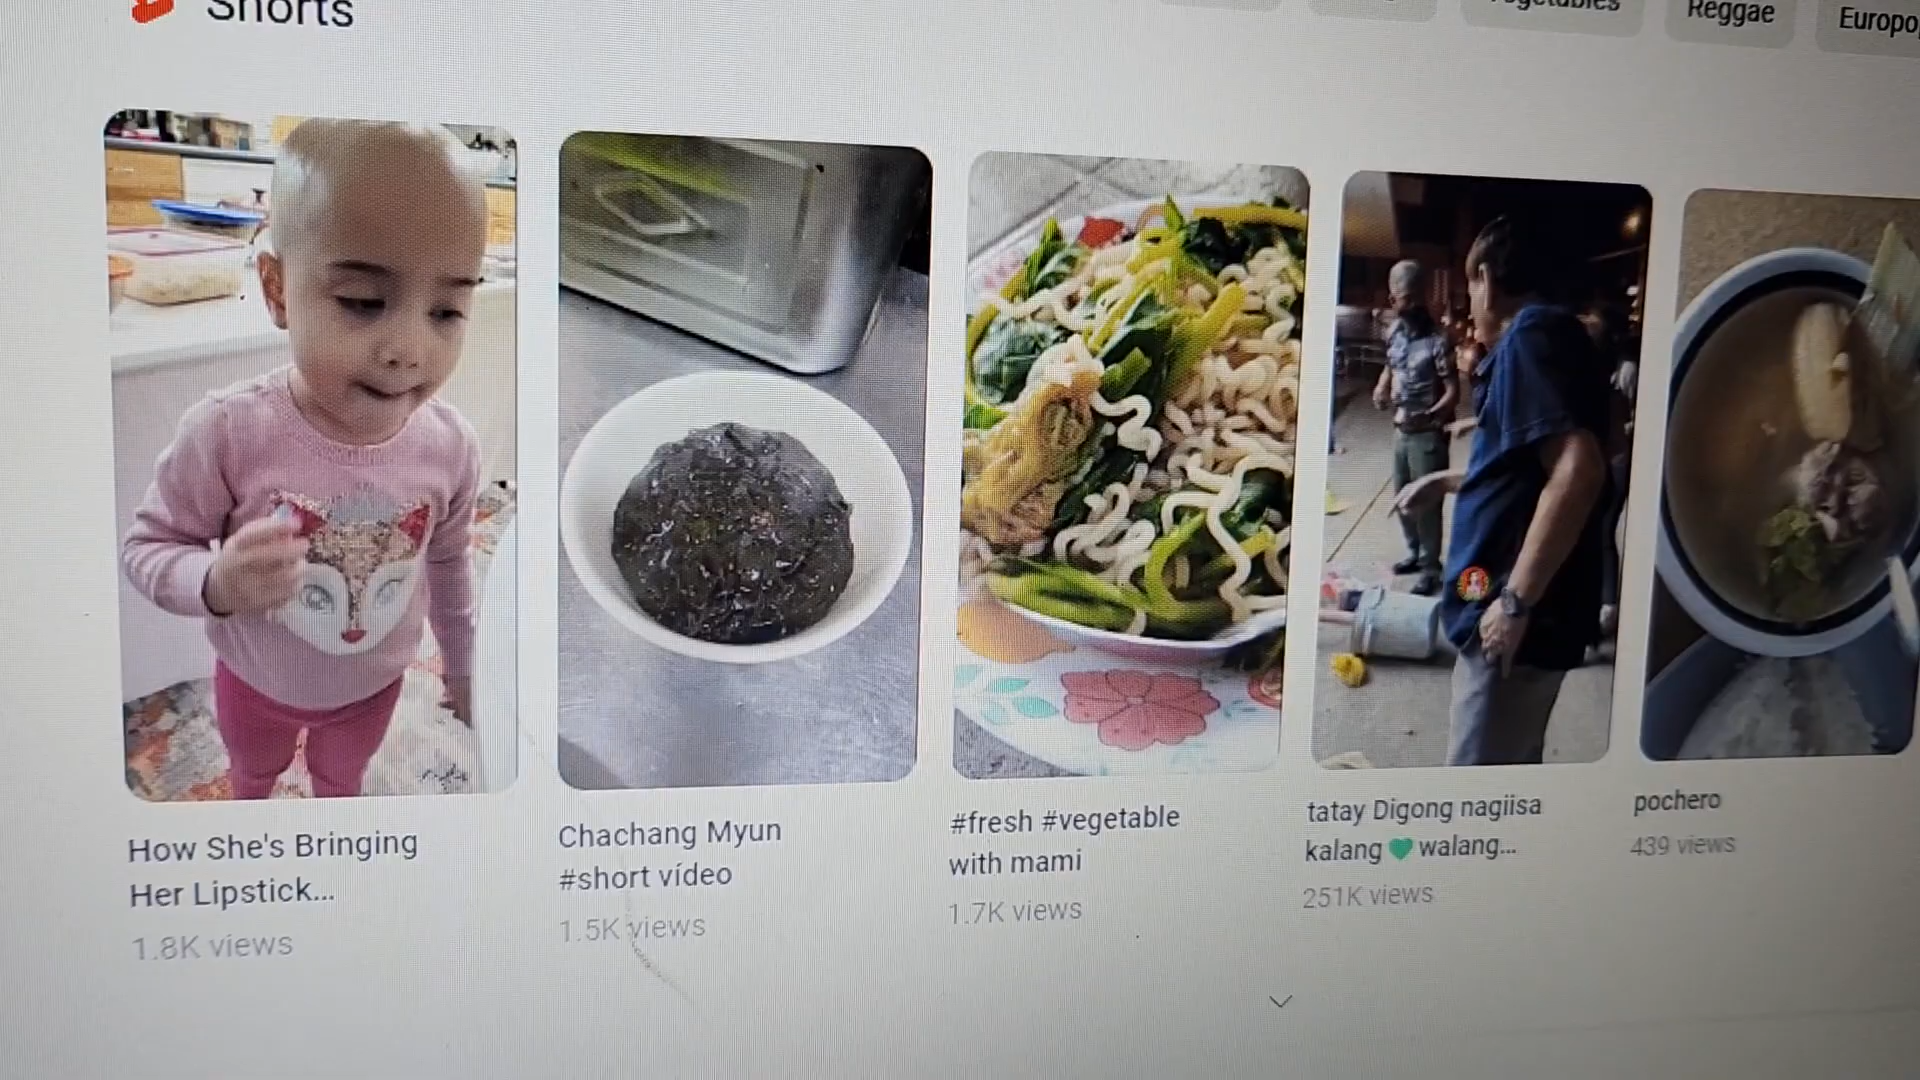 Shorts
Vegetables
Reggae
How She's Bringing
Her Lipstick...
1.8K views
Chachang Myun
#short vídeo
1.5K views
#fresh #vegetable
with mami
1.7K views
tatay Digong nagiisa
kalang💚walang...
251K views
pochero
439 views